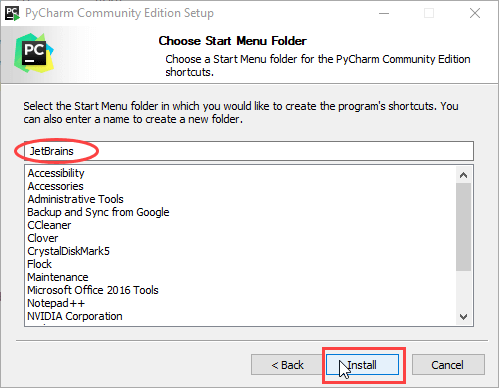 PyCharm Community Edition Setup
PC
Choose Start Menu Folder
Choose a Start Menu folder for the PyCharm Community Edition
shortcuts.
Select the Start Menu folder in which you would like to create the program's shortcuts. You
can also enter a name to create a new folder.
JetBrains
Accessibility
Accessories
Administrative Tools
Backup and Sync from Google
CCleaner
Clover
CrystalDiskMark5
Flock
Maintenance
Microsoft Office 2016 Tools
Notepad++
NVIDIA Corporation
< Back
Install
Cancel